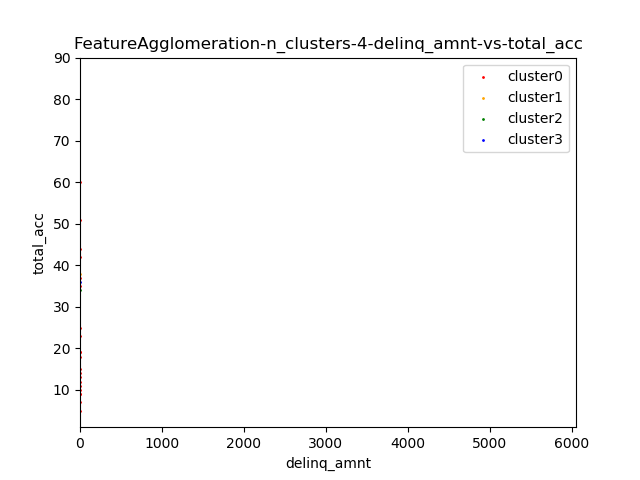 FeatureAgglomeration-n_clusters-4-delinq_amnt-vs-total_acc
90
80
70
60
50
40
30
20
10
total_acc
cluster0
cluster1
cluster2
cluster3
0 1000 2000 3000 4000 5000 6000
delinq_amnt